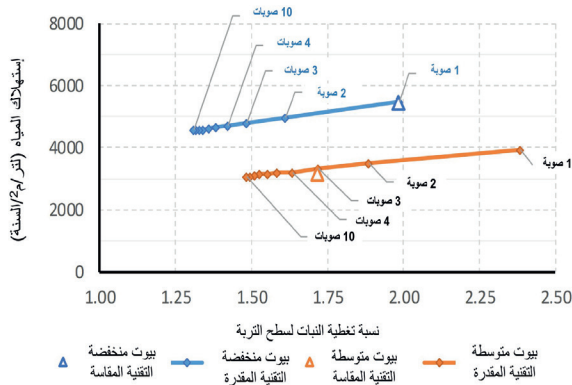 8000
6000
4000
2000
0
10 صوبات
4 صوبات
3 صوبات
2 صوبة
1 صوبة
1 صوبة
2 صوبة
3 صوبات
4 صوبات
10 صوبات
إستهلاك المياه (لتر/م2/السنة)
1.00 1.25 1.50 1.75 2.00 2.25 2.50
نسبة تغطية النبات لسطح التربة
بيوت متوسطة التقنية المقدرة
بيوت متوسطة التقنية المقاسة
بيوت منخفضة التقنية المقدرة
بيوت منخفضة التقنية المقاسة